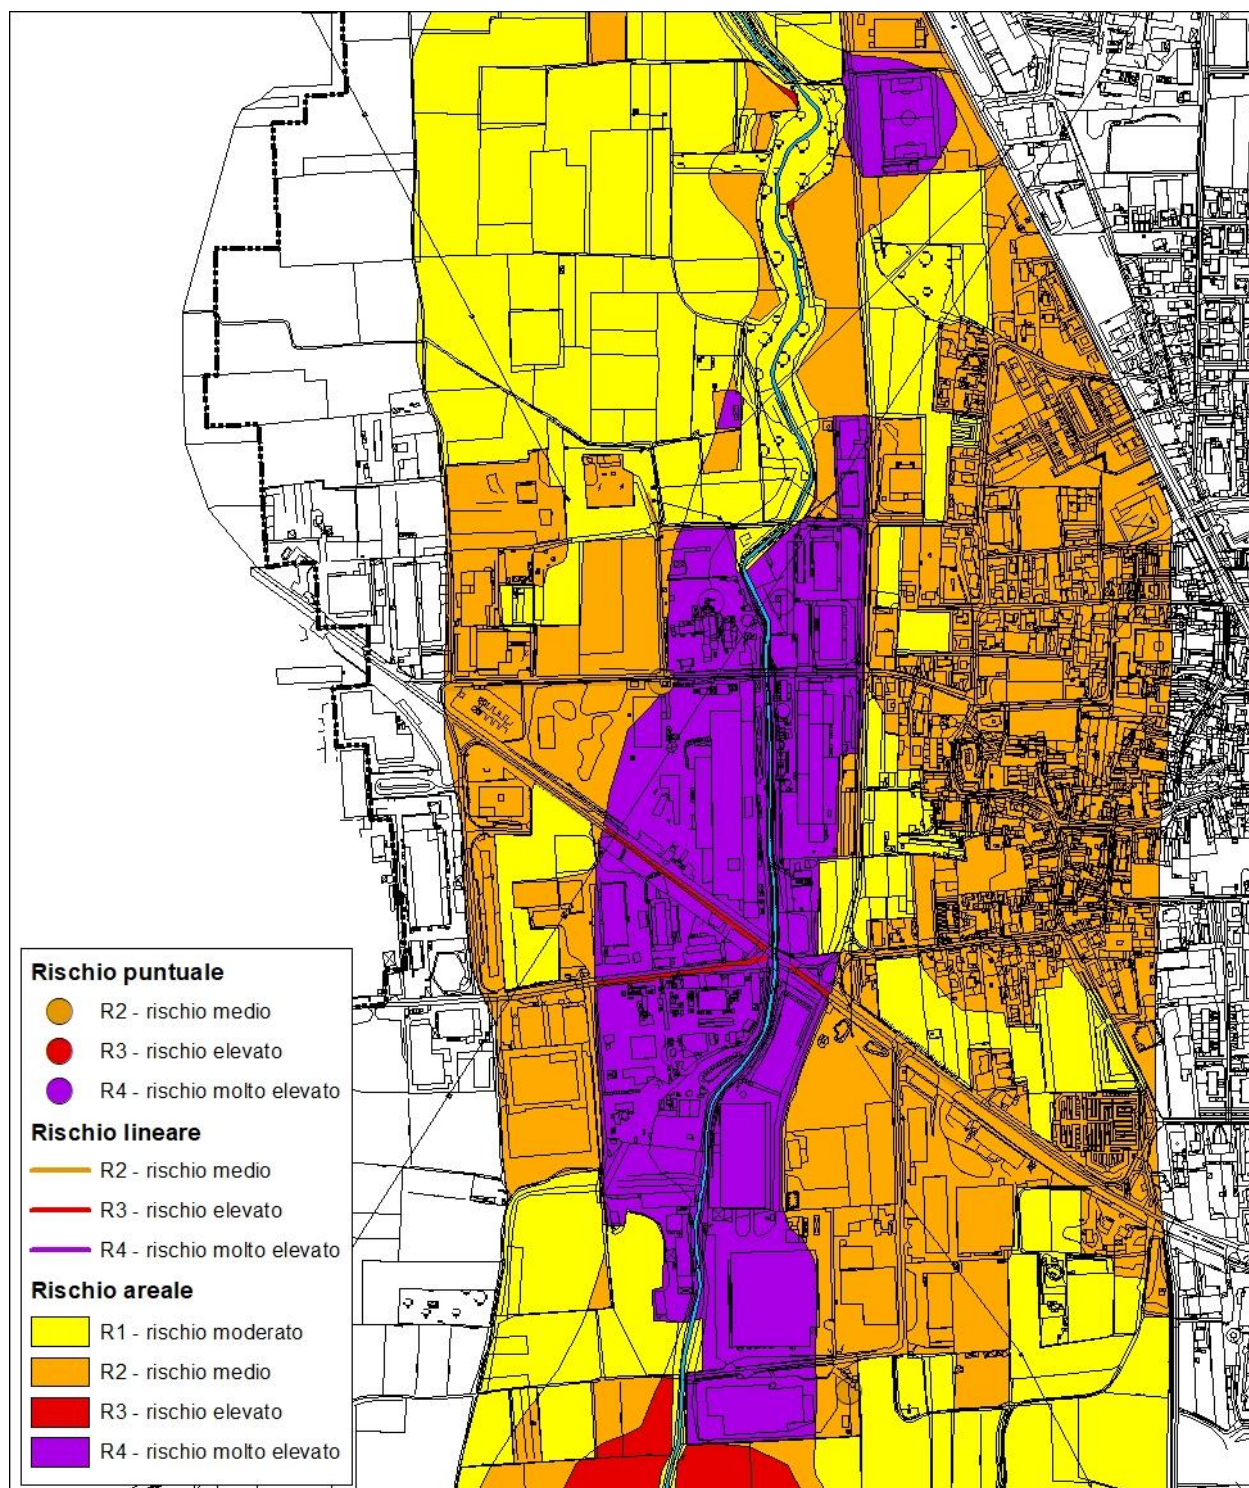 Rischio puntuale
R2 - rischio medio
R3 - rischio elevato
R4 - rischio molto elevato
Rischio lineare
R2 - rischio medio
R3 - rischio elevato
R4 - rischio molto elevato
Rischio areale
R1 - rischio moderato
R2 - rischio medio
R3 - rischio elevato
R4 - rischio molto elevato